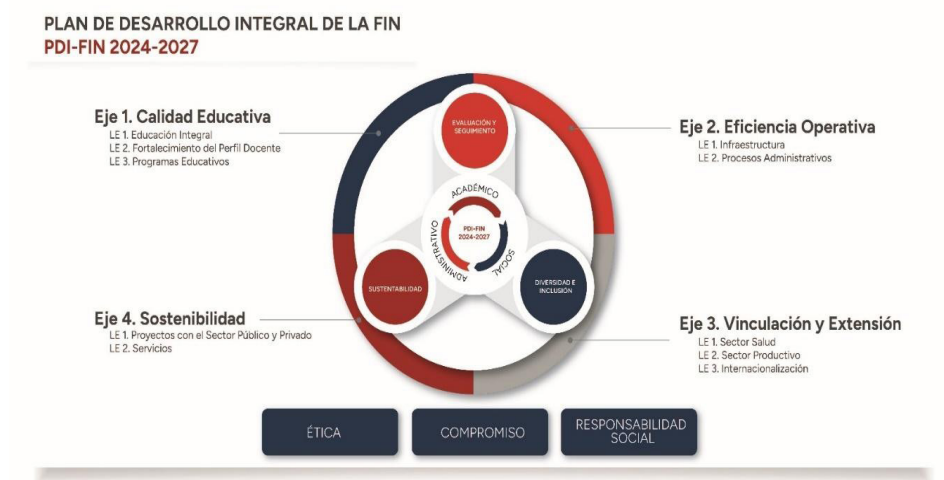 PLAN DE DESARROLLO INTEGRAL DE LA FIN
PDI-FIN 2024-2027
Eje 1. Calidad Educativa
LE 1. Educación Integral
LE 2. Fortalecimiento del Perfil Docente
LE 3. Programas Educativos
Eje 2. Eficiencia Operativa
LE 1. Infraestructura
LE 2. Procesos Administrativos
EVALUACIÓN Y
SEGUIMIENTO
ACADÉMICO
SOCIAL
ADMINISTRATIVO
PDI-FIN
2024-2027
SUSTENTABILIDAD
DIVERSIDAD E
INCLUSIÓN
Eje 4. Sostenibilidad
LE 1. Proyectos con el Sector Público y Privado
LE 2. Servicios
Eje 3. Vinculación y Extensión
LE 1. Sector Salud
LE 2. Sector Productivo
LE 3. Internacionalización
ÉTICA
COMPROMISO
RESPONSABILIDAD
SOCIAL